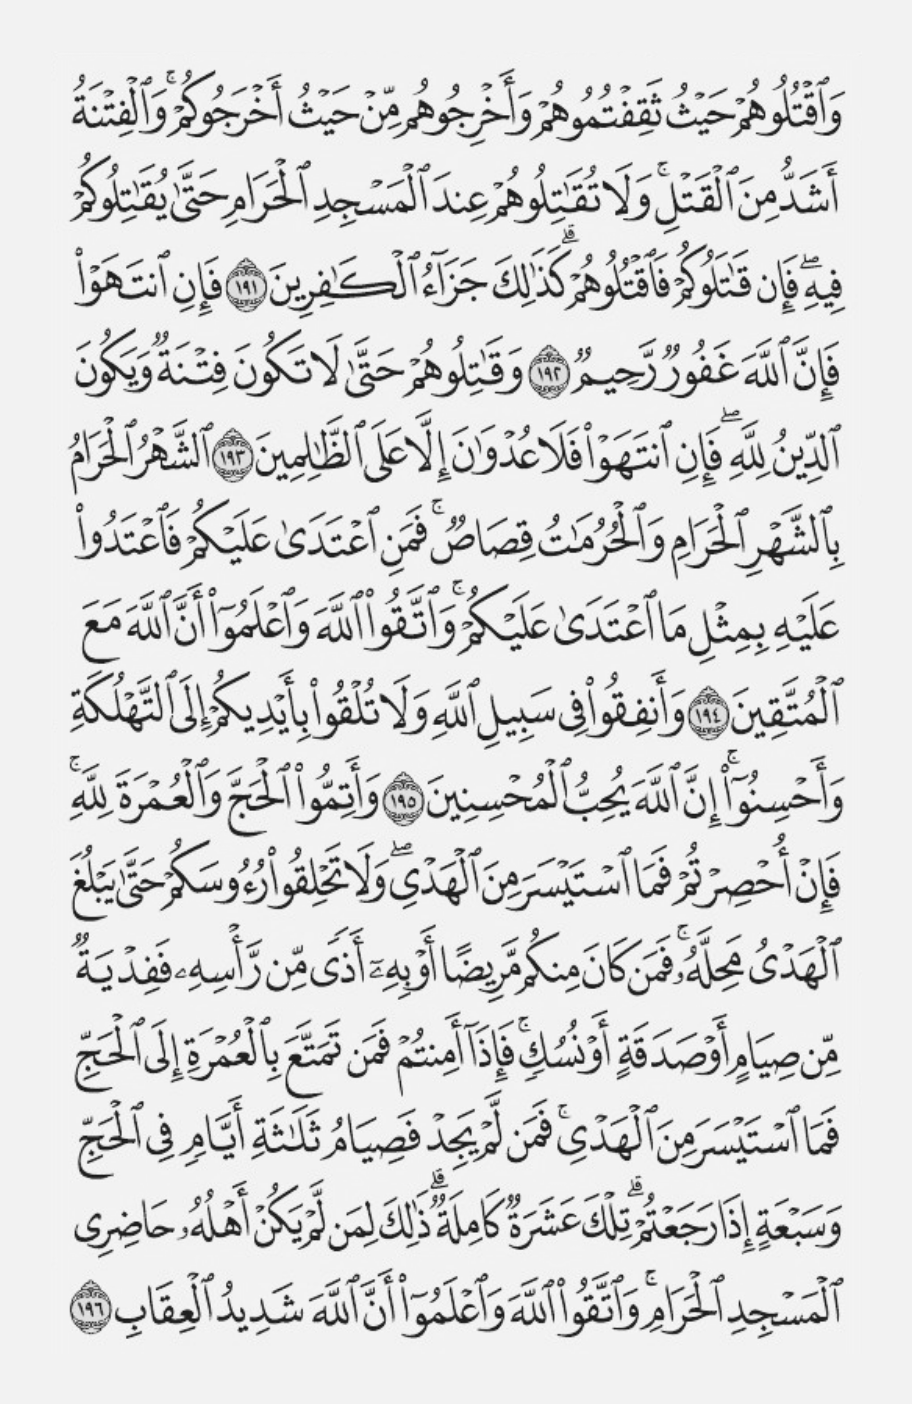 وَٱقْتُلُوهُمْ حَيْثُ ثَقِفْتُمُوهُمْ وَأَخْرِجُوهُم مِّنْ حَيْثُ أَخْرَجُوكُمْ ۚ وَٱلْفِتْنَةُ
أَشَدُّ مِنَ ٱلْقَتْلِ ۚ وَلَا تُقَٰتِلُوهُمْ عِندَ ٱلْمَسْجِدِ ٱلْحَرَامِ حَتَّىٰ يُقَٰتِلُوكُمْ
فِيهِ ۖ فَإِن قَٰتَلُوكُمْ فَٱقْتُلُوهُمْ ۗ كَذَٰلِكَ جَزَآءُ ٱلْكَٰفِرِينَ ١٩١ فَإِنِ ٱنتَهَوْا۟
فَإِنَّ ٱللَّهَ غَفُورٌ رَّحِيمٌ ١٩٢ وَقَٰتِلُوهُمْ حَتَّىٰ لَا تَكُونَ فِتْنَةٌ وَيَكُونَ
ٱلدِّينُ لِلَّهِ ۖ فَإِنِ ٱنتَهَوْا۟ فَلَا عُدْوَٰنَ إِلَّا عَلَى ٱلظَّٰلِمِينَ ١٩٣ ٱلشَّهْرُ ٱلْحَرَامُ
بِٱلشَّهْرِ ٱلْحَرَامِ وَٱلْحُرُمَٰتُ قِصَاصٌ ۚ فَمَنِ ٱعْتَدَىٰ عَلَيْكُمْ فَٱعْتَدُوا۟
عَلَيْهِ بِمِثْلِ مَا ٱعْتَدَىٰ عَلَيْكُمْ ۚ وَٱتَّقُوا۟ ٱللَّهَ وَٱعْلَمُوٓا۟ أَنَّ ٱللَّهَ مَعَ
ٱلْمُتَّقِينَ ١٩٤ وَأَنفِقُوا۟ فِى سَبِيلِ ٱللَّهِ وَلَا تُلْقُوا۟ بِأَيْدِيكُمْ إِلَى ٱلتَّهْلُكَةِ
وَأَحْسِنُوٓا۟ ۚ إِنَّ ٱللَّهَ يُحِبُّ ٱلْمُحْسِنِينَ ١٩٥ وَأَتِمُّوا۟ ٱلْحَجَّ وَٱلْعُمْرَةَ لِلَّهِ ۚ
فَإِنْ أُحْصِرْتُمْ فَمَا ٱسْتَيْسَرَ مِنَ ٱلْهَدْىِ ۖ وَلَا تَحْلِقُوا۟ رُءُوسَكُمْ حَتَّىٰ يَبْلُغَ
ٱلْهَدْىُ مَحِلَّهُۥ ۚ فَمَن كَانَ مِنكُم مَّرِيضًا أَوْ بِهِۦٓ أَذًى مِّن رَّأْسِهِۦ فَفِدْيَةٌ
مِّن صِيَامٍ أَوْ صَدَقَةٍ أَوْ نُسُكٍ ۚ فَإِذَآ أَمِنتُمْ فَمَن تَمَتَّعَ بِٱلْعُمْرَةِ إِلَى ٱلْحَجِّ
فَمَا ٱسْتَيْسَرَ مِنَ ٱلْهَدْىِ ۚ فَمَن لَّمْ يَجِدْ فَصِيَامُ ثَلَٰثَةِ أَيَّامٍ فِى ٱلْحَجِّ
وَسَبْعَةٍ إِذَا رَجَعْتُمْ ۗ تِلْكَ عَشَرَةٌ كَامِلَةٌ ۗ ذَٰلِكَ لِمَن لَّمْ يَكُنْ أَهْلُهُۥ حَاضِرِى
ٱلْمَسْجِدِ ٱلْحَرَامِ ۚ وَٱتَّقُوا۟ ٱللَّهَ وَٱعْلَمُوٓا۟ أَنَّ ٱللَّهَ شَدِيدُ ٱلْعِقَابِ ١٩٦